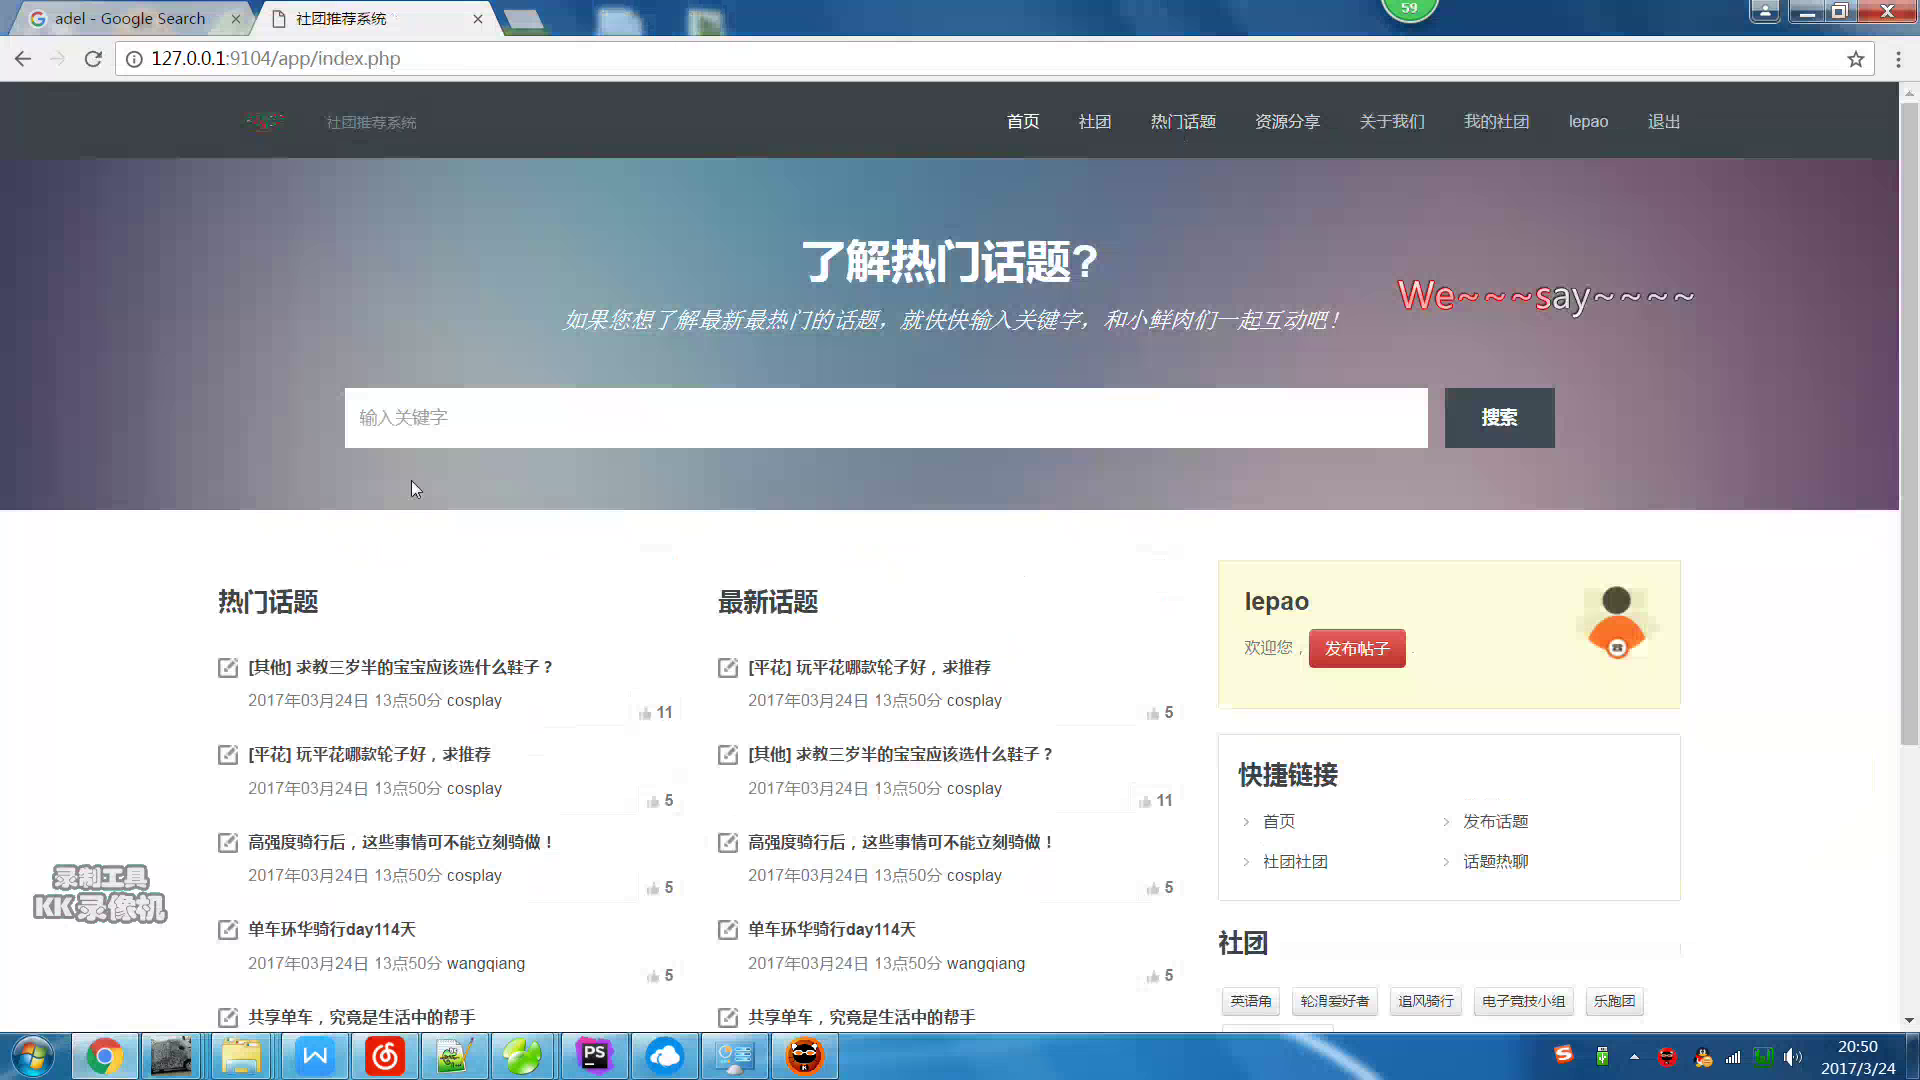 adel - Google Search
社团推荐系统
59
127.0.0.1:9104/app/index.php
社团推荐系统
首页
社团
热门话题
资源分享
关于我们
我的社团
lepao
退出
了解热门话题?
如果您想了解最新最热门的话题，就快快输入关键字，和小鲜肉们一起互动吧！
We~~~say~~~~
输入关键字
搜索
热门话题
[其他] 求教三岁半的宝宝应该选什么鞋子？
2017年03月24日 13点50分 cosplay
11
[平花] 玩平花哪款轮子好，求推荐
2017年03月24日 13点50分 cosplay
5
高强度骑行后，这些事情可不能立刻骑做！
2017年03月24日 13点50分 cosplay
5
单车环华骑行day114天
2017年03月24日 13点50分 wangqiang
5
共享单车，究竟是生活中的帮手
最新话题
[平花] 玩平花哪款轮子好，求推荐
2017年03月24日 13点50分 cosplay
5
[其他] 求教三岁半的宝宝应该选什么鞋子？
2017年03月24日 13点50分 cosplay
11
高强度骑行后，这些事情可不能立刻骑做！
2017年03月24日 13点50分 cosplay
5
单车环华骑行day114天
2017年03月24日 13点50分 wangqiang
5
共享单车，究竟是生活中的帮手
lepao
欢迎您，
发布帖子
快捷链接
首页
发布话题
社团社团
话题热聊
社团
英语角
轮滑爱好者
追风骑行
电子竞技小组
乐跑团
录制工具
KK录像机
PS
20:50
2017/3/24